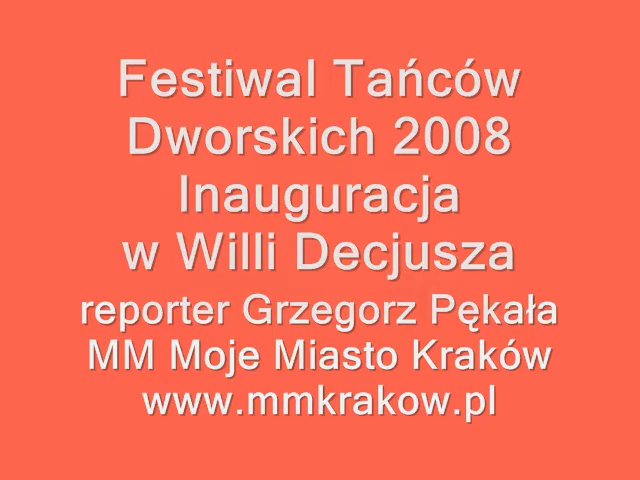 Festiwal Tańców
Dworskich 2008
Inauguracja
w Willi Decjusza
reporter Grzegorz Pękała
MM Moje Miasto Kraków
www.mmkrakow.pl